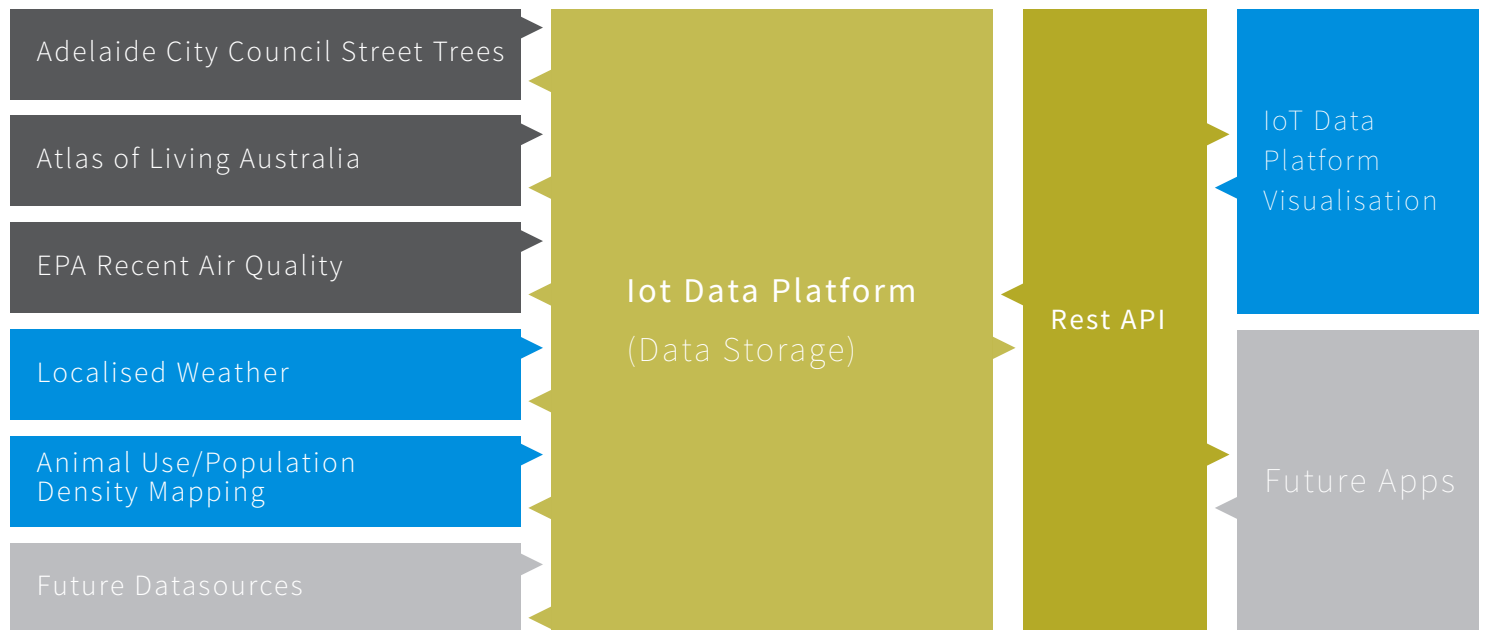 Adelaide City Council Street Trees
Atlas of Living Australia
EPA Recent Air Quality
Localised Weather
Animal Use/Population
Density Mapping
Future Datasources
Iot Data Platform
(Data Storage)
Rest API
IoT Data
Platform
Visualisation
Future Apps